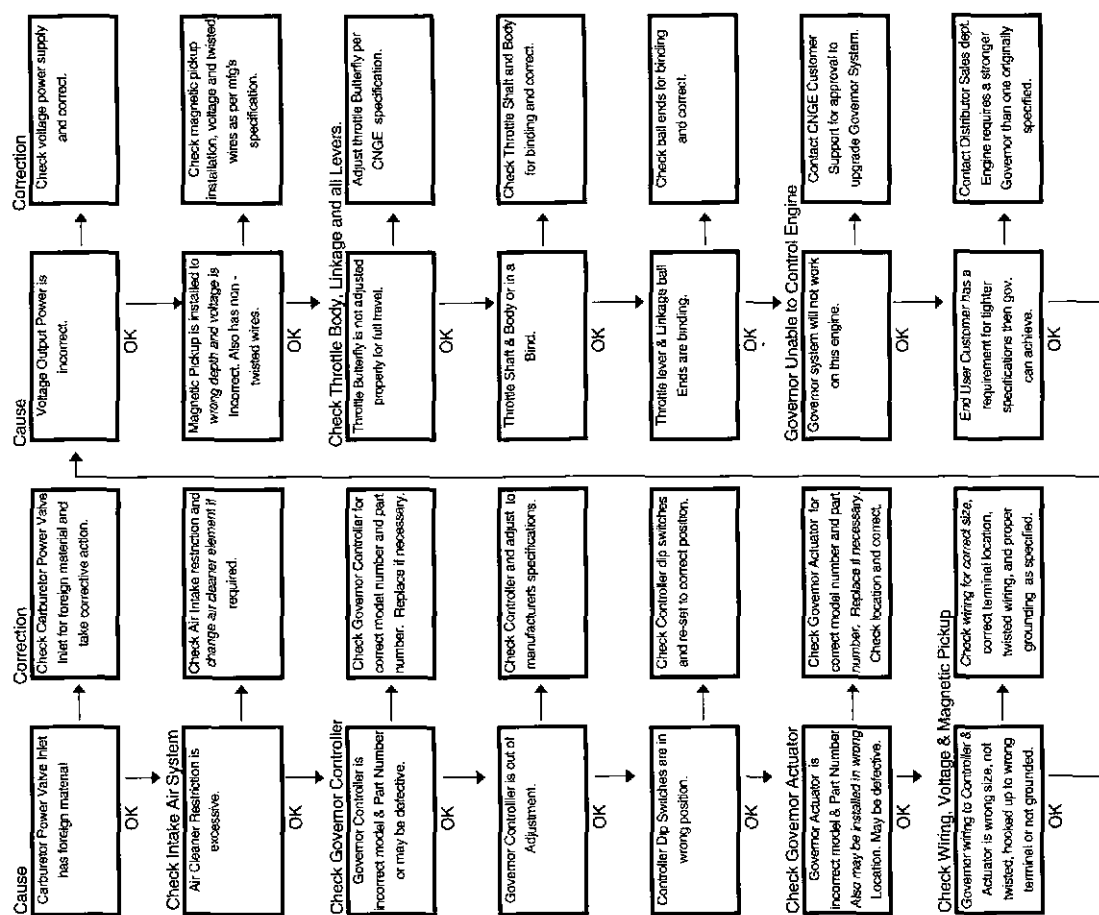 Cause
Correction
Carburetor Power Valve Inlet
has foreign material
Check Carburetor Power Valve
Inlet for foreign material and
take corrective action.
OK
Check Intake Air System
Air Cleaner Restriction is
excessive.
Check Air Intake restriction and
change air cleaner element if
required.
OK
Check Governor Controller
Governor Controller is
incorrect model & Part Number
or may be defective.
Check Governor Controller for
correct model number and part
number. Replace if necessary.
OK
Governor Controller is out of
Adjustment.
Check Controller and adjust to
manufacturers specifications.
OK
Controller Dip Switches are in
wrong position.
Check Controller dip switches
and re-set to correct position.
OK
Check Governor Actuator
Governor Actuator is
incorrect model & Part Number
Also may be installed in wrong
Location. May be defective.
Check Governor Actuator for
correct model number and part
number. Replace if necessary.
Check location and correct.
OK
Check Wiring, Voltage & Magnetic Pickup
Governor wiring to Controller &
Actuator is wrong size, not
twisted, hooked up to wrong
terminal or not grounded.
Check wiring for correct size,
correct terminal location,
twisted wiring, and proper
grounding as specified.
OK
Cause
Correction
Voltage Output Power is
incorrect.
Check voltage power supply
and correct.
OK
Magnetic Pickup is installed to
wrong depth and voltage is
Incorrect. Also has non -
twisted wires.
Check magnetic pickup
installation, voltage and twisted
wires as per mfg's
specification.
OK
Check Throttle Body, Linkage and all Levers.
Throttle Butterfly is not adjusted
properly for full travel.
Adjust throttle Butterfly per
CNGE specification.
OK
Throttle Shaft & Body or in a
Bind.
Check Throttle Shaft and Body
for binding and correct.
OK
Throttle lever & Linkage ball
Ends are binding.
Check ball ends for binding
and correct.
OK
Governor Unable to Control Engine
Governor system will not work
on this engine.
Contact CNGE Customer
Support for approval to
upgrade Governor System.
OK
End User Customer has a
requirement for tighter
specifications then gov.
can achieve.
Contact Distributor Sales dept.
Engine requires a stronger
Governor than one originally
specified.
OK